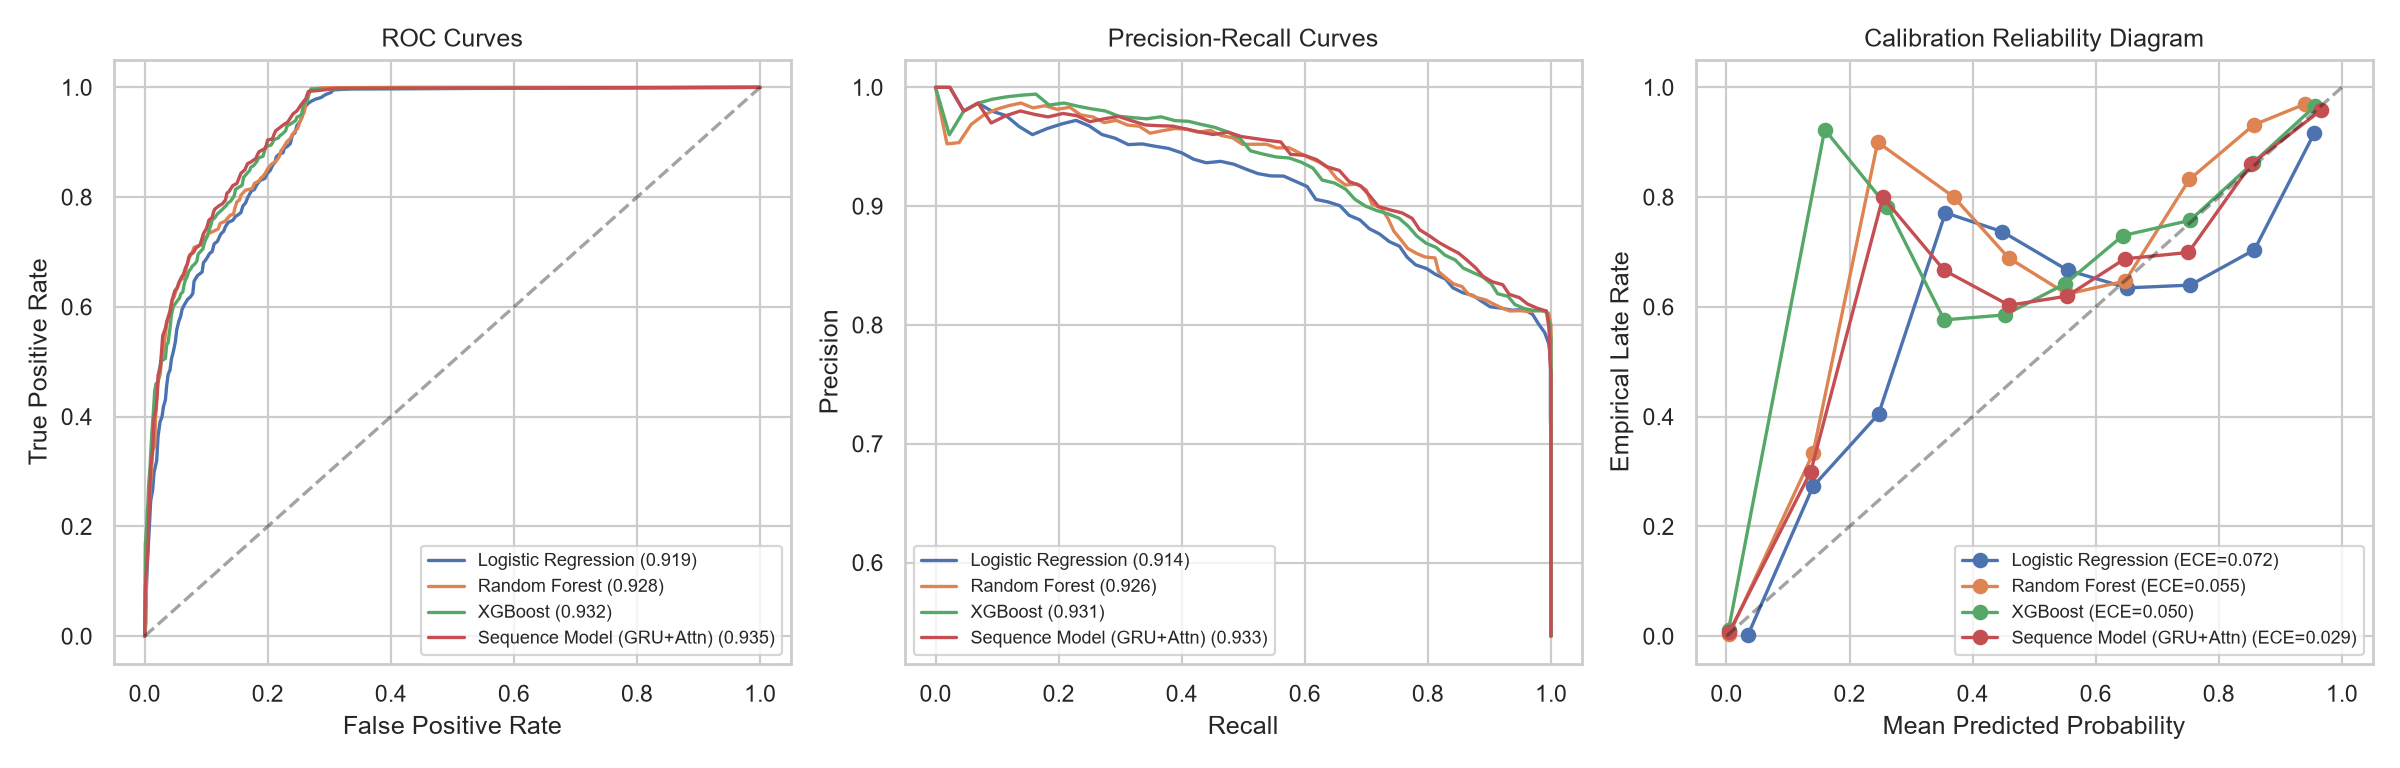 ROC Curves
1.0
0.8
0.6
0.4
0.2
0.0
True Positive Rate
0.0 0.2 0.4 0.6 0.8 1.0
False Positive Rate
Logistic Regression (0.919)
Random Forest (0.928)
XGBoost (0.932)
Sequence Model (GRU+Attn) (0.935)
Precision-Recall Curves
1.0
0.9
0.8
0.7
0.6
Precision
0.0 0.2 0.4 0.6 0.8 1.0
Recall
Logistic Regression (0.914)
Random Forest (0.926)
XGBoost (0.931)
Sequence Model (GRU+Attn) (0.933)
Calibration Reliability Diagram
1.0
0.8
0.6
0.4
0.2
0.0
Empirical Late Rate
0.0 0.2 0.4 0.6 0.8 1.0
Mean Predicted Probability
Logistic Regression (ECE=0.072)
Random Forest (ECE=0.055)
XGBoost (ECE=0.050)
Sequence Model (GRU+Attn) (ECE=0.029)